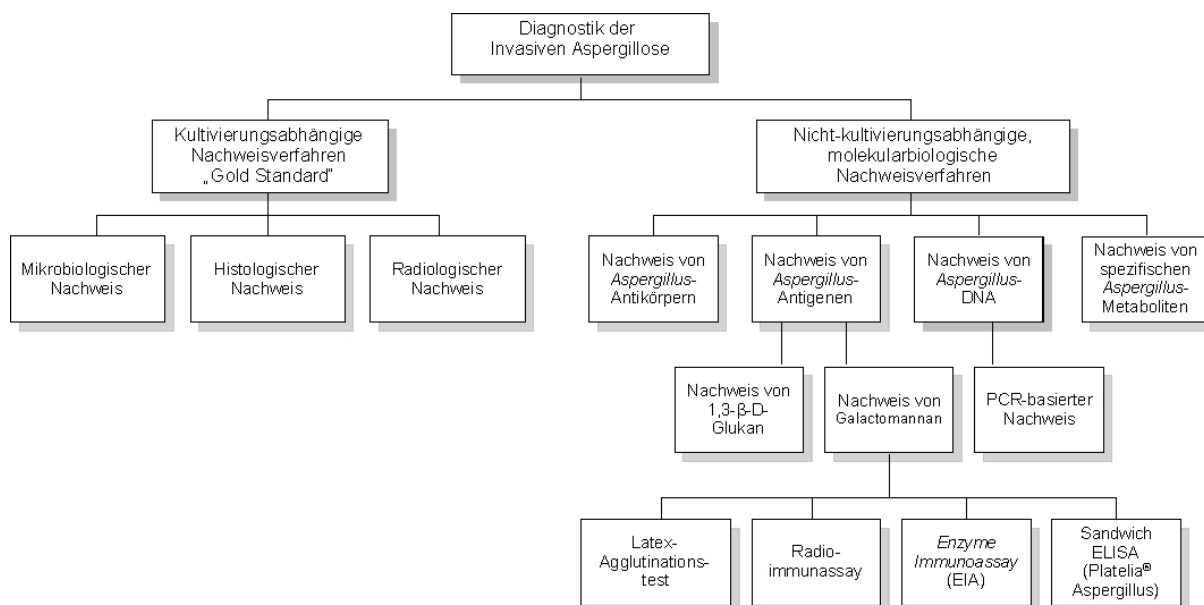 Diagnostik der
Invasiven Aspergillose
Kultivierungsabhängige
Nachweisverfahren
„Gold Standard“
Nicht-kultivierungsabhängige,
molekularbiologische
Nachweisverfahren
Mikrobiologischer
Nachweis
Histologischer
Nachweis
Radiologischer
Nachweis
Nachweis von
Aspergillus-
Antikörpern
Nachweis von
Aspergillus-
Antigenen
Nachweis von
Aspergillus-
DNA
Nachweis von
spezifischen
Aspergillus-
Metaboliten
Nachweis von
1,3-β-D-
Glukan
Nachweis von
Galactomannan
PCR-basierter
Nachweis
Latex-
Agglutinations-
test
Radio-
immunassay
Enzyme
Immunoassay
(EIA)
Sandwich
ELISA
(Platelia®
Aspergillus)